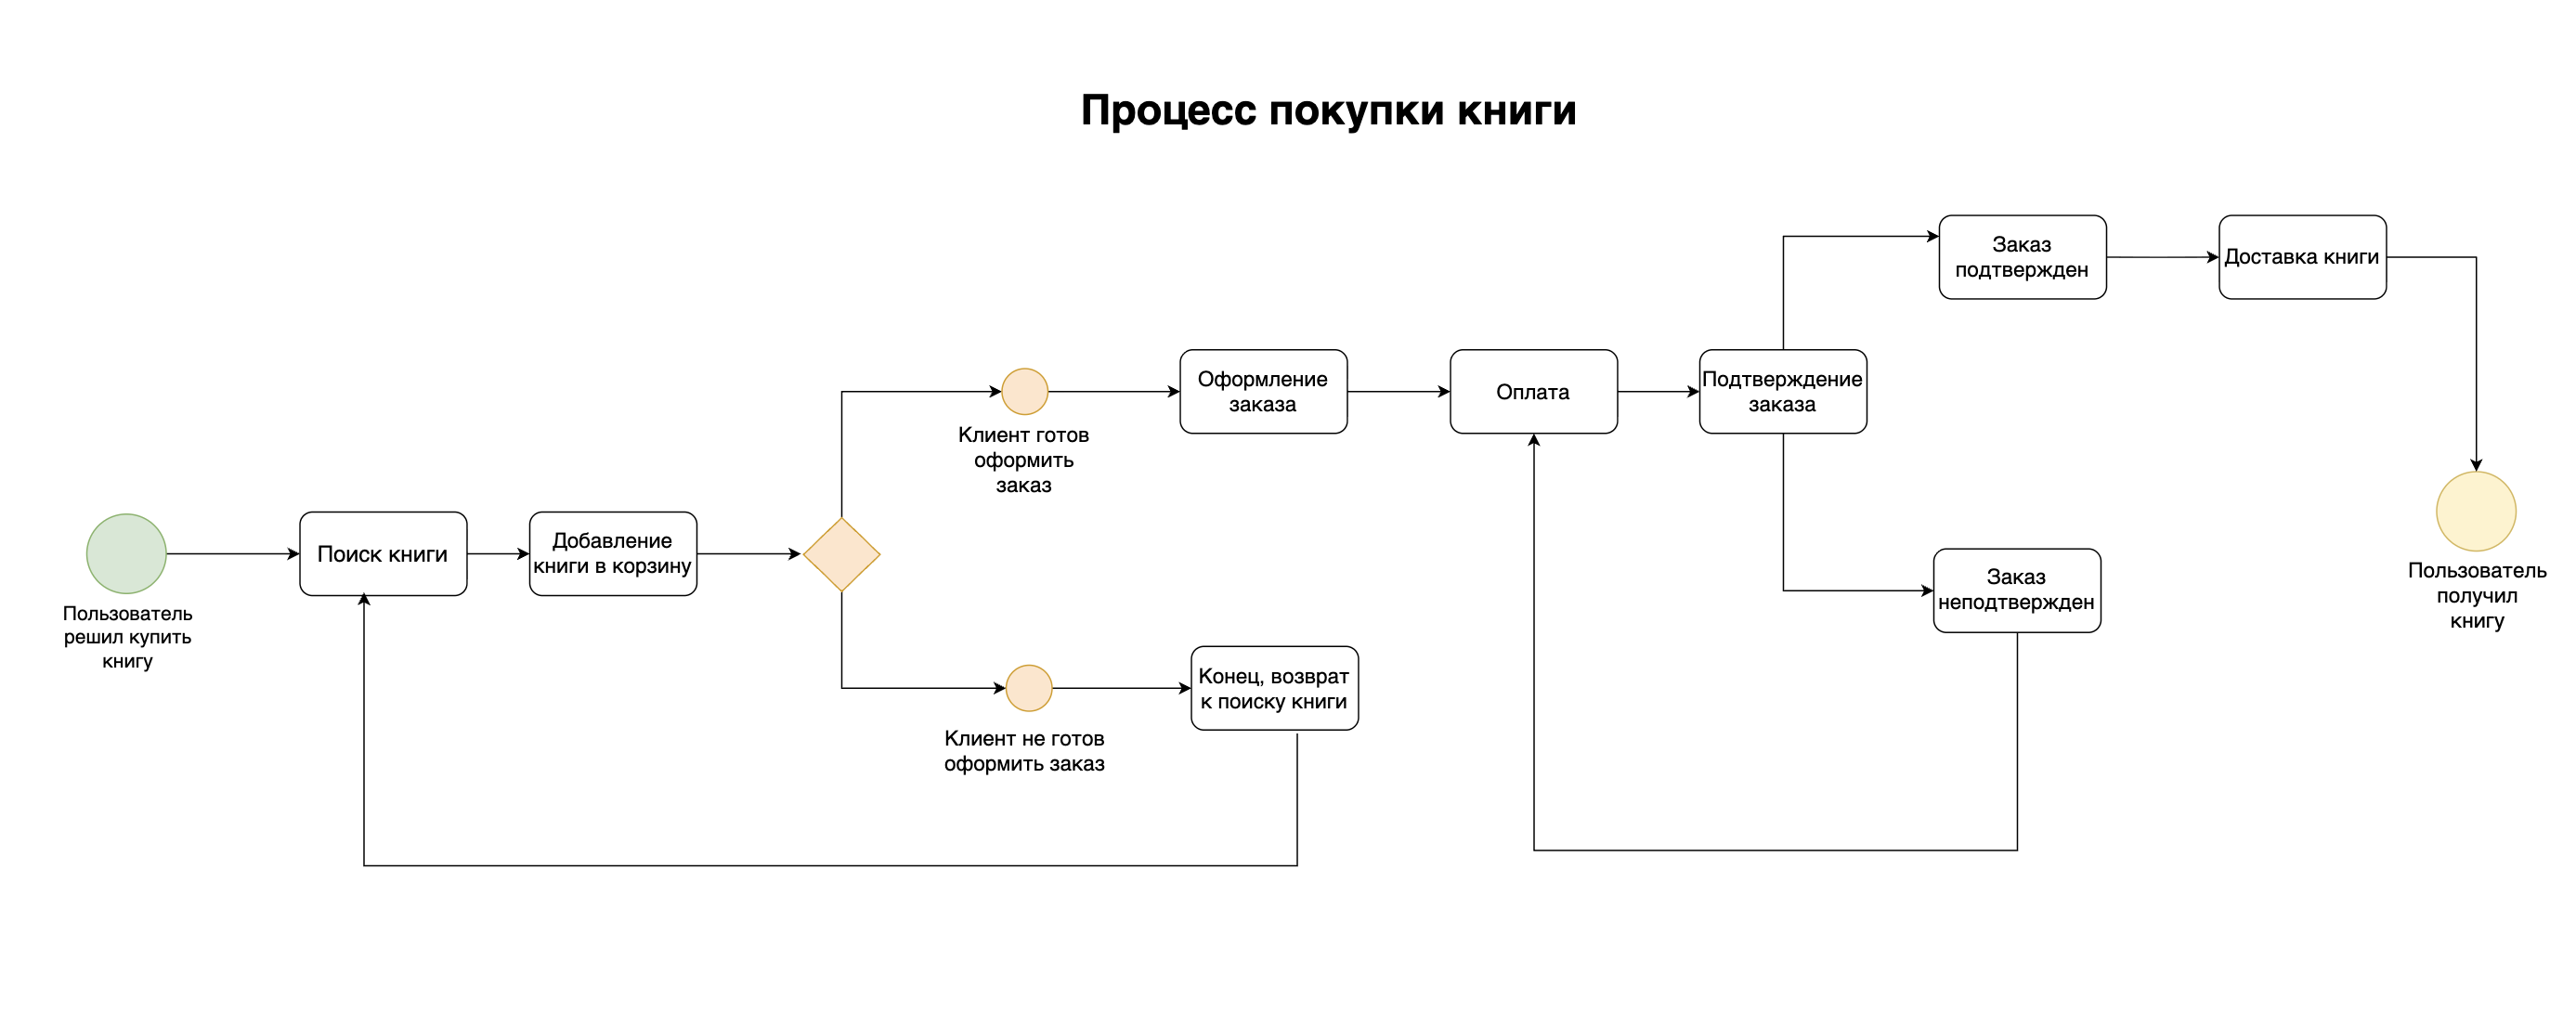 Процесс покупки книги
Пользователь
решил купить
книгу
Поиск книги
Добавление
книги в корзину
Клиент готов
оформить
заказ
Оформление
заказа
Оплата
Подтверждение
заказа
Заказ
подтвержден
Доставка книги
Пользователь
получил
книгу
Заказ
неподтвержден
Клиент не готов
оформить заказ
Конец, возврат
к поиску книги